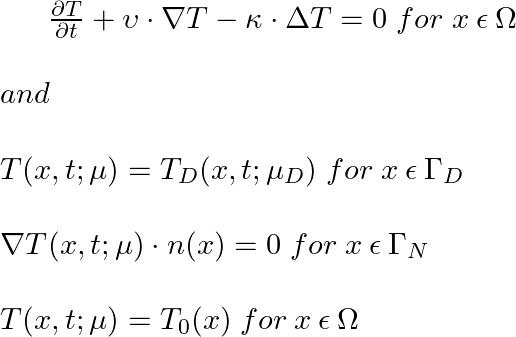 ∂T/∂t + υ · ∇T − κ · ΔT = 0 for x ϵ Ω
and
T(x, t; μ) = T_D(x, t; μ_D) for x ϵ Γ_D
∇T(x, t; μ) · n(x) = 0 for x ϵ Γ_N
T(x, t; μ) = T_0(x) for x ϵ Ω